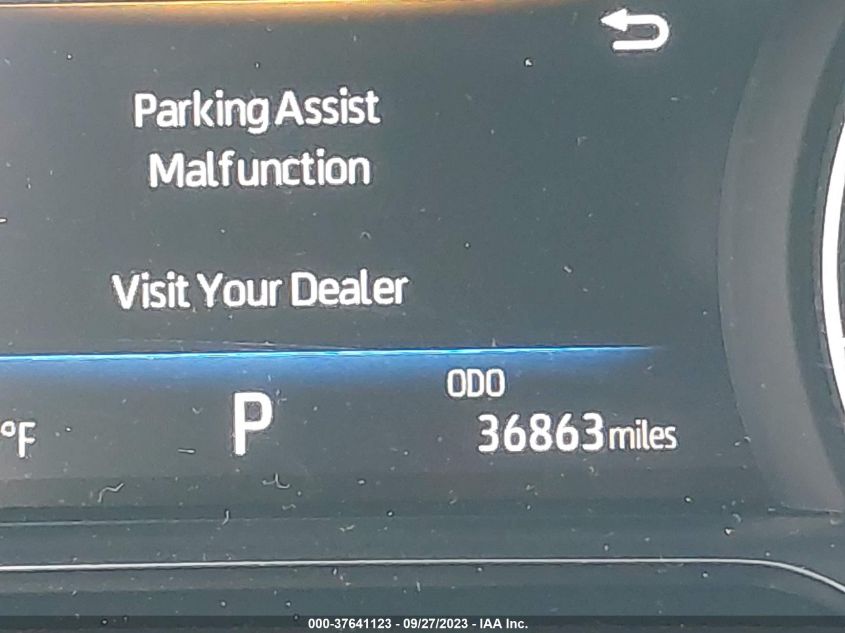 Parking Assist
Malfunction
Visit Your Dealer
ODO
°F P 36863 miles
000-37641123 - 09/27/2023 - IAA Inc.